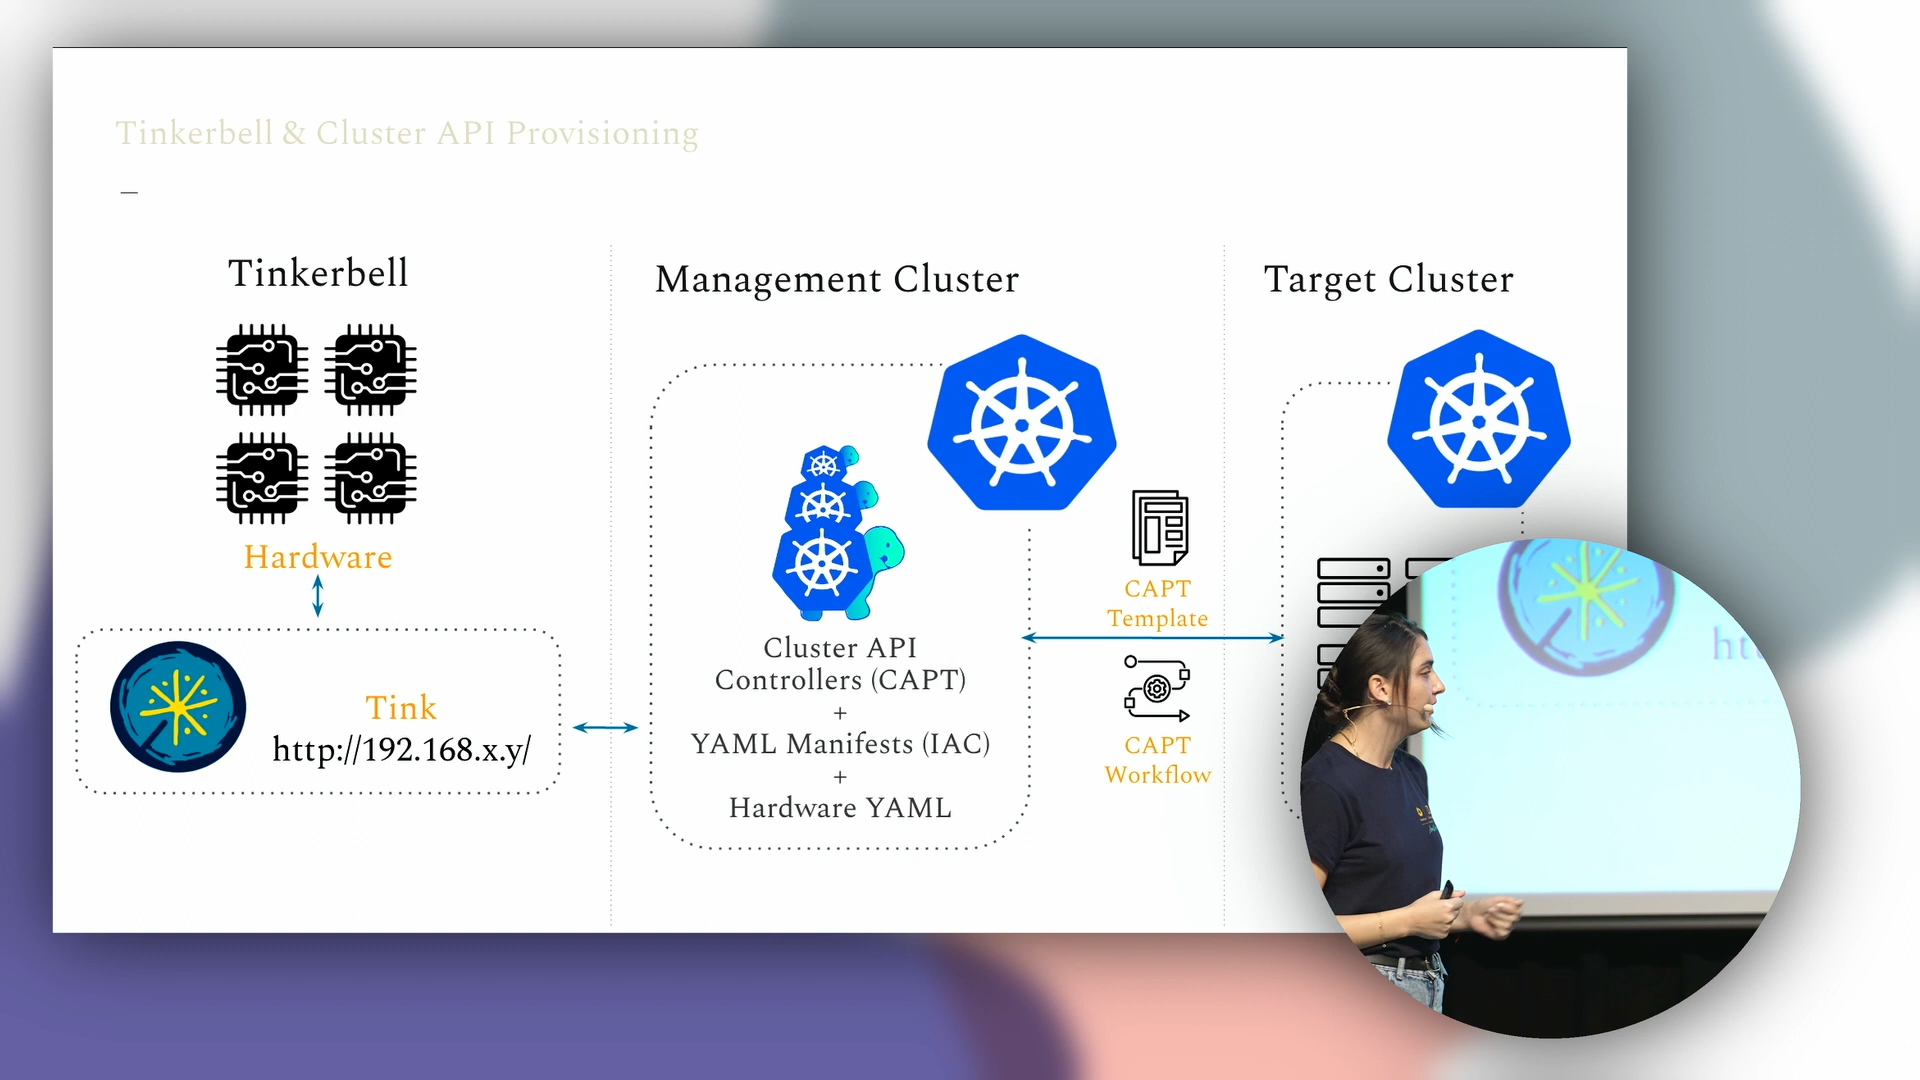 Tinkerbell & Cluster API Provisioning
Tinkerbell
Hardware
Tink
http://192.168.x.y/
Management Cluster
Cluster API
Controllers (CAPT)
+
YAML Manifests (IAC)
+
Hardware YAML
CAPT
Template
CAPT
Workflow
Target Cluster